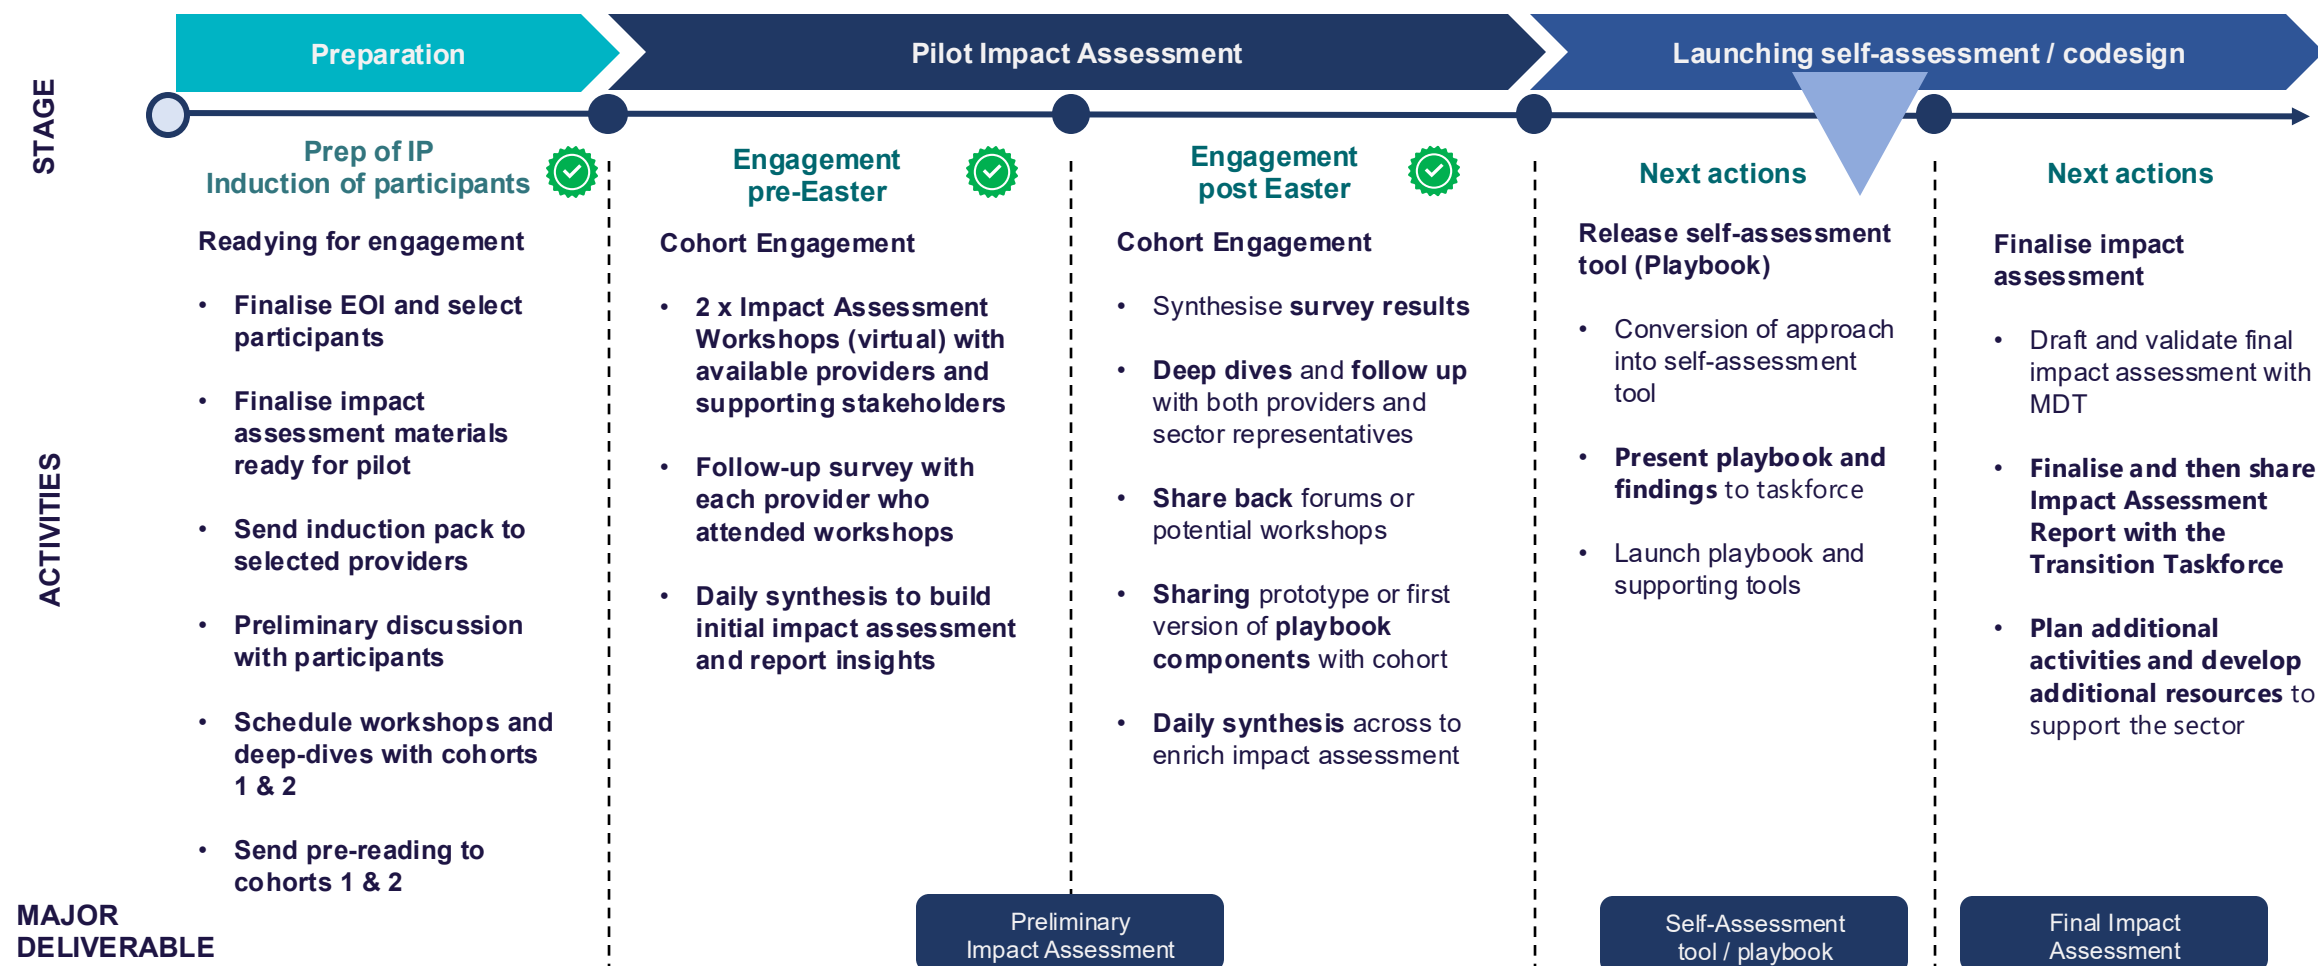 Preparation
Pilot Impact Assessment
Launching self-assessment / codesign
STAGE
Prep of IP
Induction of participants
Engagement
pre-Easter
Engagement
post Easter
Next actions
Next actions
ACTIVITIES
Readying for engagement
• Finalise EOI and select
participants
• Finalise impact
assessment materials
ready for pilot
• Send induction pack to
selected providers
• Preliminary discussion
with participants
• Schedule workshops and
deep-dives with cohorts
1 & 2
• Send pre-reading to
cohorts 1 & 2
Cohort Engagement
• 2 x Impact Assessment
Workshops (virtual) with
available providers and
supporting stakeholders
• Follow-up survey with
each provider who
attended workshops
• Daily synthesis to build
initial impact assessment
and report insights
Cohort Engagement
• Synthesise survey results
• Deep dives and follow up
with both providers and
sector representatives
• Share back forums or
potential workshops
• Sharing prototype or first
version of playbook
components with cohort
• Daily synthesis across to
enrich impact assessment
Release self-assessment
tool (Playbook)
• Conversion of approach
into self-assessment
tool
• Present playbook and
findings to taskforce
• Launch playbook and
supporting tools
Finalise impact
assessment
• Draft and validate final
impact assessment with
MDT
• Finalise and then share
Impact Assessment
Report with the
Transition Taskforce
• Plan additional
activities and develop
additional resources to
support the sector
MAJOR
DELIVERABLE
Preliminary
Impact Assessment
Self-Assessment
tool / playbook
Final Impact
Assessment